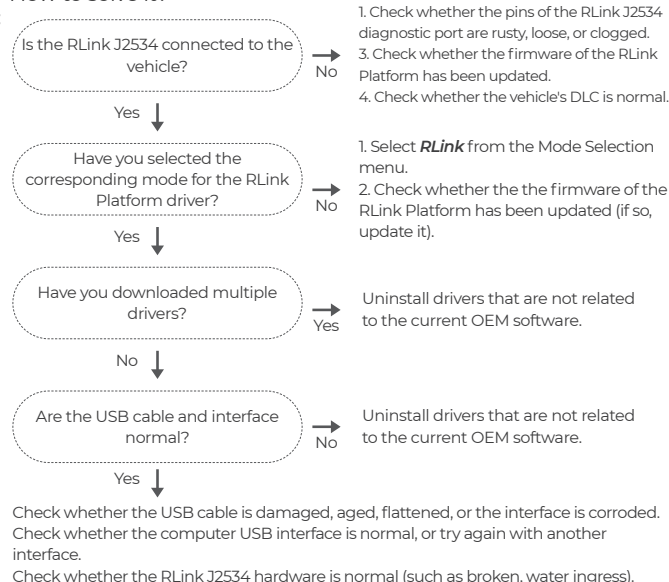 How to solve it?
Is the RLink J2534 connected to the
vehicle?
No
1. Check whether the pins of the RLink J2534
diagnostic port are rusty, loose, or clogged.
3. Check whether the firmware of the RLink
Platform has been updated.
4. Check whether the vehicle's DLC is normal.
Yes
Have you selected the
corresponding mode for the RLink
Platform driver?
No
1. Select RLink from the Mode Selection
menu.
2. Check whether the the firmware of the
RLink Platform has been updated (if so,
update it).
Yes
Have you downloaded multiple
drivers?
Yes
Uninstall drivers that are not related
to the current OEM software.
No
Are the USB cable and interface
normal?
No
Uninstall drivers that are not related
to the current OEM software.
Yes
Check whether the USB cable is damaged, aged, flattened, or the interface is corroded.
Check whether the computer USB interface is normal, or try again with another
interface.
Check whether the RLink J2534 hardware is normal (such as broken, water ingress).